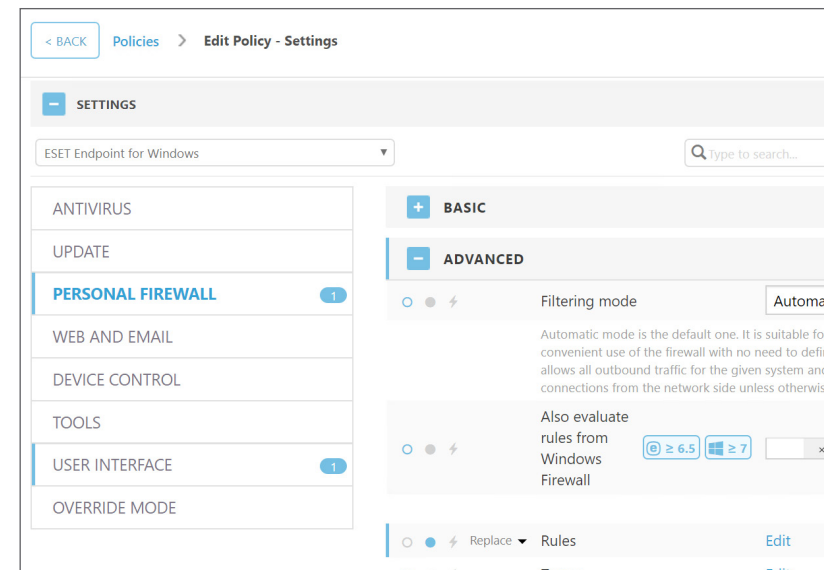 < BACK Policies > Edit Policy - Settings
SETTINGS
ESET Endpoint for Windows
Type to search...
ANTIVIRUS
UPDATE
PERSONAL FIREWALL 1
WEB AND EMAIL
DEVICE CONTROL
TOOLS
USER INTERFACE 1
OVERRIDE MODE
BASIC
ADVANCED
Filtering mode
Automatic mode is the default one. It is suitable
convenient use of the firewall with no need to
allows all outbound traffic for the given system
connections from the network side unless
Also evaluate
rules from
Windows
Firewall
≥ 6.5 ≥ 7
Replace Rules Edit